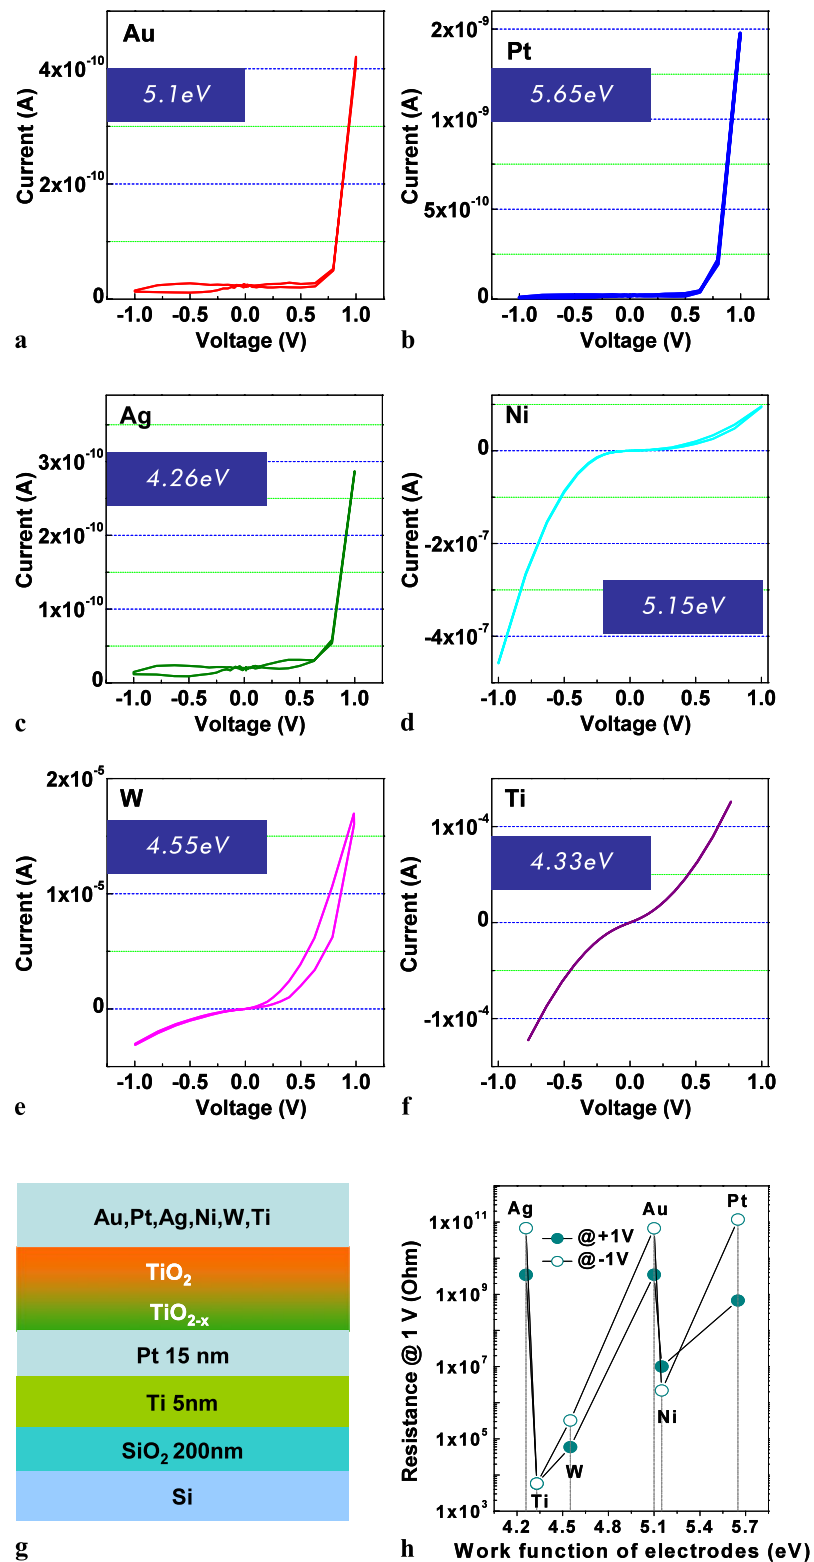 Au
5.1eV
4x10-10
2x10-10
0
Current (A)
-1.0 -0.5 0.0 0.5 1.0
Voltage (V)
a
Pt
5.65eV
2x10-9
1x10-9
5x10-10
0
Current (A)
-1.0 -0.5 0.0 0.5 1.0
Voltage (V)
b
Ag
4.26eV
3x10-10
2x10-10
1x10-10
0
Current (A)
-1.0 -0.5 0.0 0.5 1.0
Voltage (V)
c
Ni
5.15eV
0
-2x10-7
-4x10-7
Current (A)
-1.0 -0.5 0.0 0.5 1.0
Voltage (V)
d
W
4.55eV
2x10-5
1x10-5
0
Current (A)
-1.0 -0.5 0.0 0.5 1.0
Voltage (V)
e
Ti
4.33eV
1x10-4
0
-1x10-4
Current (A)
-1.0 -0.5 0.0 0.5 1.0
Voltage (V)
f
Au,Pt,Ag,Ni,W,Ti
TiO2
TiO2-x
Pt 15 nm
Ti 5nm
SiO2 200nm
Si
g
Ag
Au
Pt
@+1V
@-1V
Ni
W
Ti
1x10^11
1x10^9
1x10^7
1x10^5
1x10^3
Resistance @ 1 V (Ohm)
4.2 4.5 4.8 5.1 5.4 5.7
Work function of electrodes (eV)
h